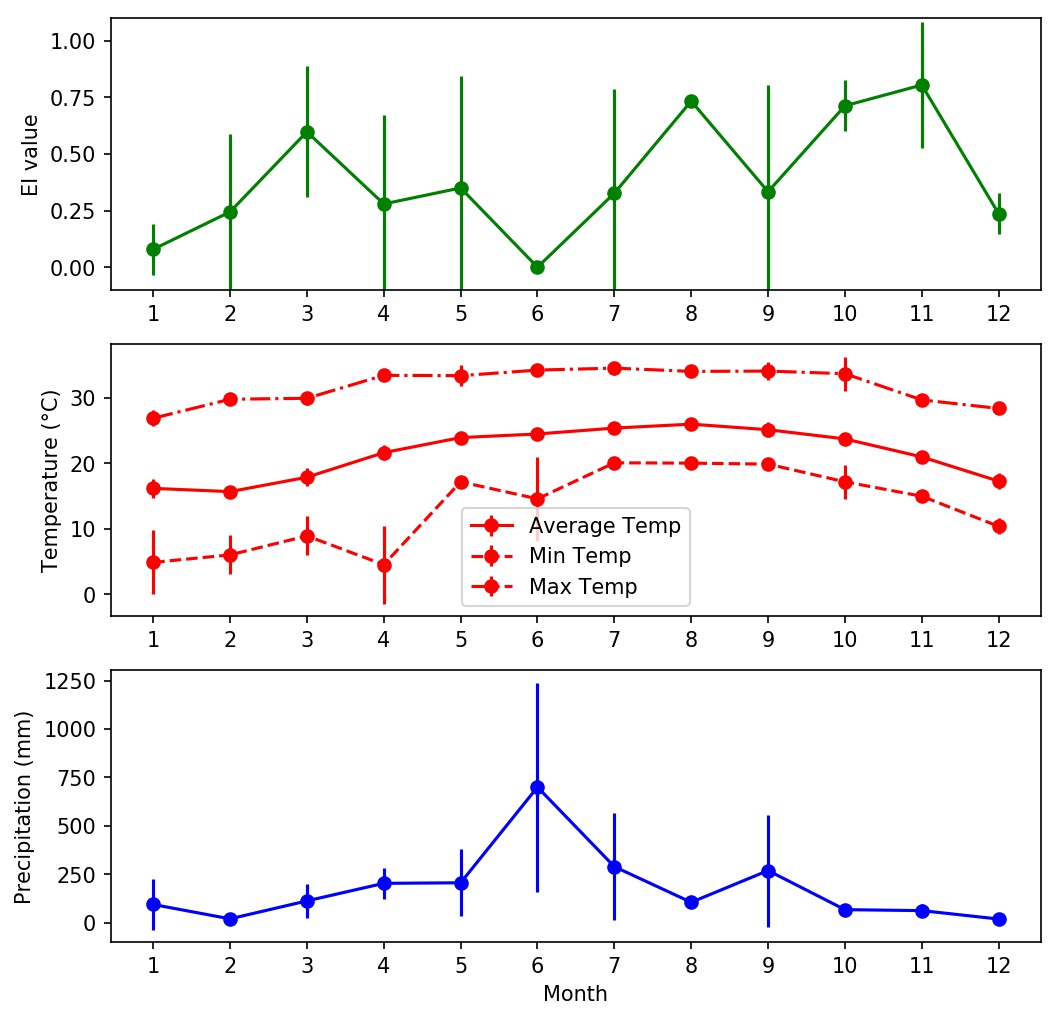 EI value
1.00
0.75
0.50
0.25
0.00
1 2 3 4 5 6 7 8 9 10 11 12
Temperature (°C)
30
20
10
0
Average Temp
Min Temp
Max Temp
1 2 3 4 5 6 7 8 9 10 11 12
Precipitation (mm)
1250
1000
750
500
250
0
1 2 3 4 5 6 7 8 9 10 11 12
Month